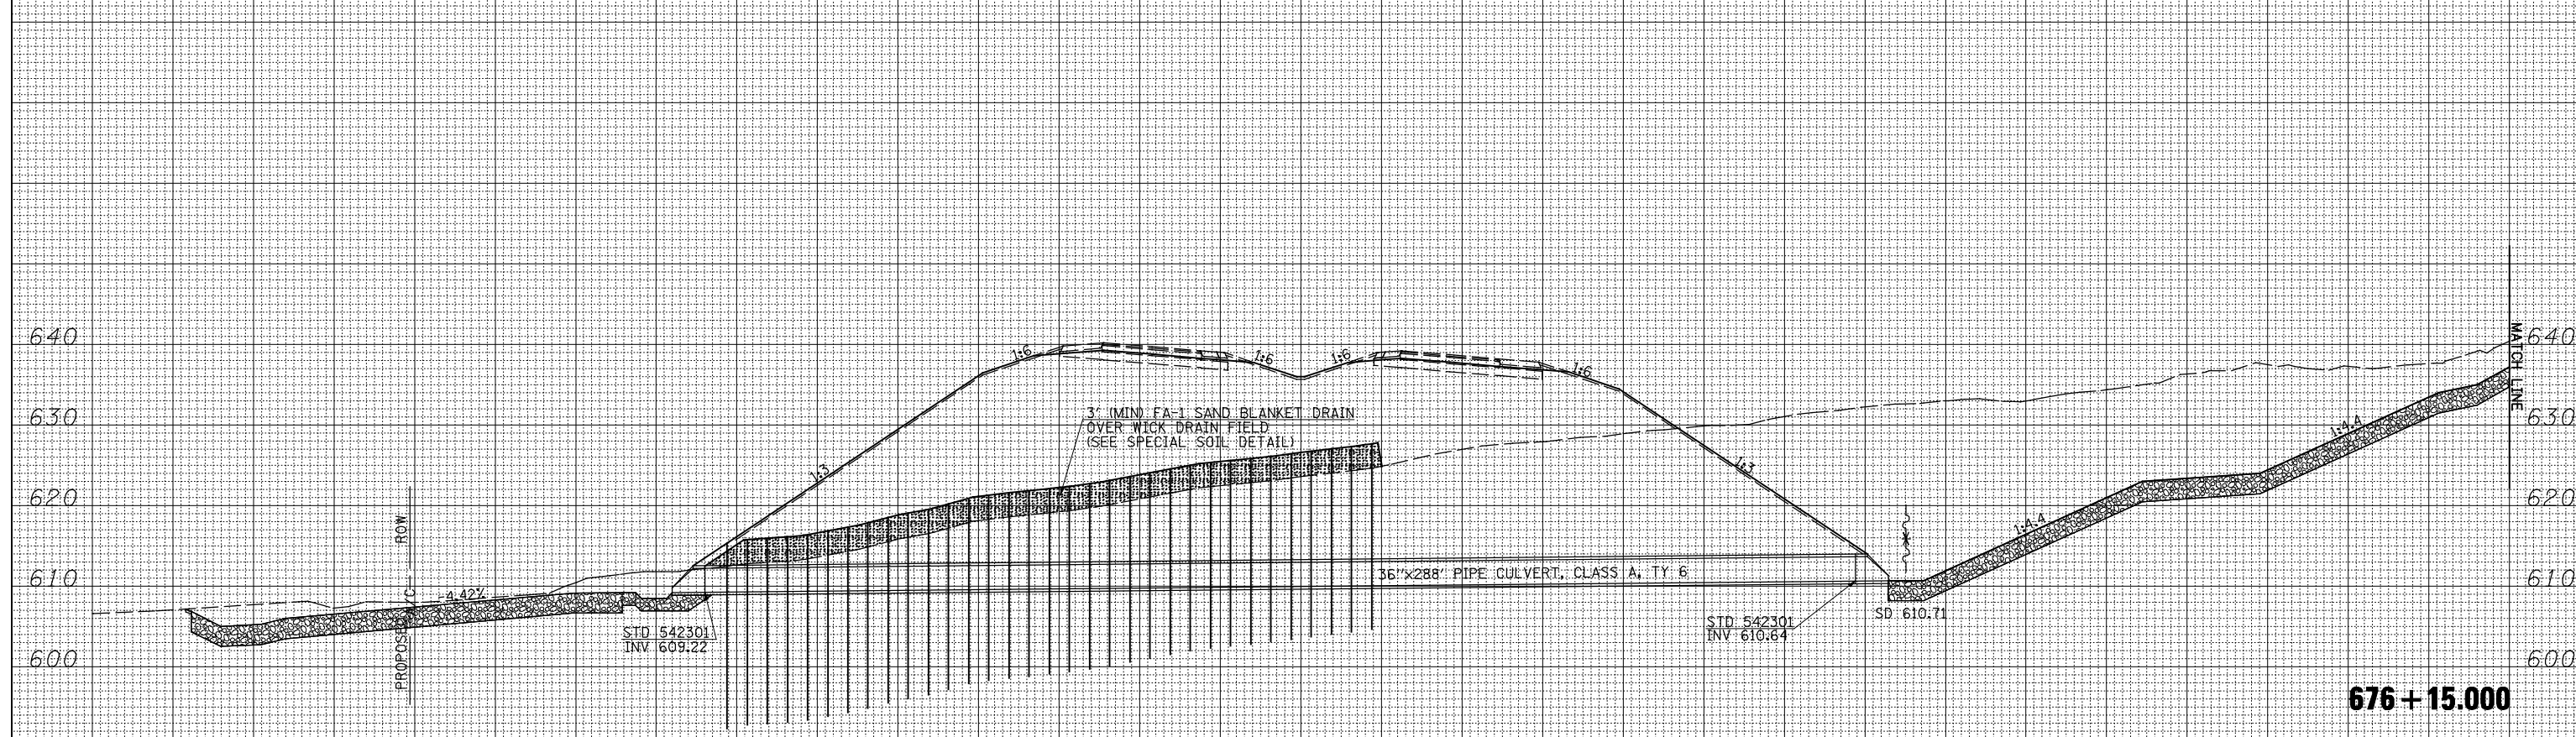 640
630
620
610
600
PROPOSED
AC
ROW
-4.42%
STD 542301
INV 609.22
1:3
1:6
1:6
1:6
1:6
3' (MIN) FA-1 SAND BLANKET DRAIN
OVER WICK DRAIN FIELD
(SEE SPECIAL SOIL DETAIL)
36"x288' PIPE CULVERT, CLASS A, TY 6
1:3
STD 542301
INV 610.64
SD 610.71
1:4.4
1:4.4
MATCH LINE
640
630
620
610
600
676+15.000